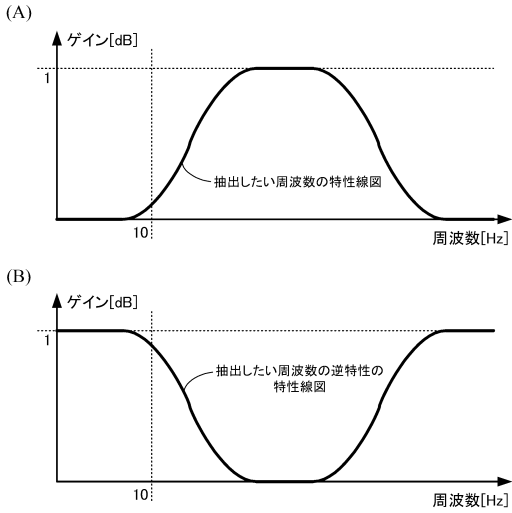 (A)
ゲイン[dB]
1
抽出したい周波数の特性線図
10
周波数[Hz]
(B)
ゲイン[dB]
1
抽出したい周波数の逆特性の
特性線図
10
周波数[Hz]